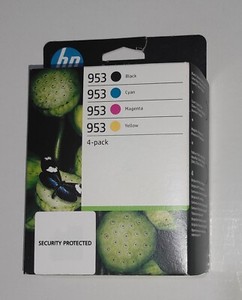 hp
953 Black
953 Cyan
953 Magenta
953 Yellow
4-pack
SECURITY PROTECTED